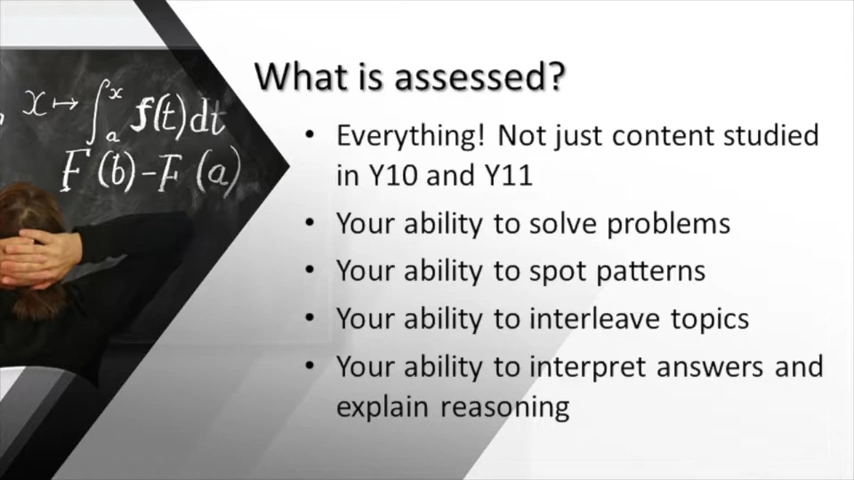 x ↦ ∫ₐˣ f(t)dt
F(b)-F(a)
What is assessed?
• Everything! Not just content studied
in Y10 and Y11
• Your ability to solve problems
• Your ability to spot patterns
• Your ability to interleave topics
• Your ability to interpret answers and
explain reasoning